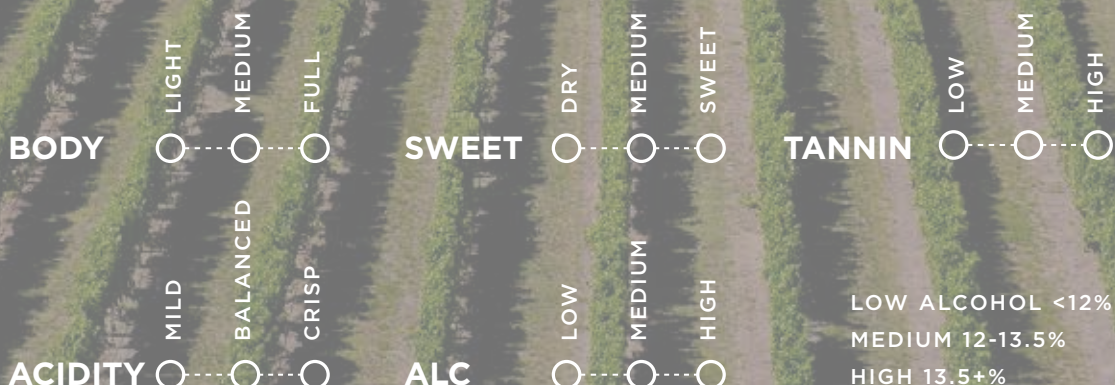 LIGHT MEDIUM FULL
BODY
DRY MEDIUM SWEET
SWEET
LOW MEDIUM HIGH
TANNIN
MILD BALANCED CRISP
ACIDITY
LOW MEDIUM HIGH
ALC
LOW ALCOHOL <12%
MEDIUM 12-13.5%
HIGH 13.5+%